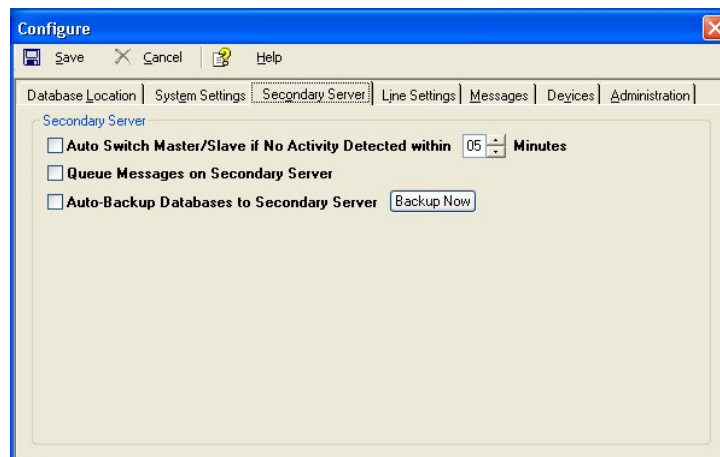 Configure
Save Cancel Help
Database Location System Settings Secondary Server Line Settings Messages Devices Administration
Secondary Server
Auto Switch Master/Slave if No Activity Detected within 05 Minutes
Queue Messages on Secondary Server
Auto-Backup Databases to Secondary Server Backup Now